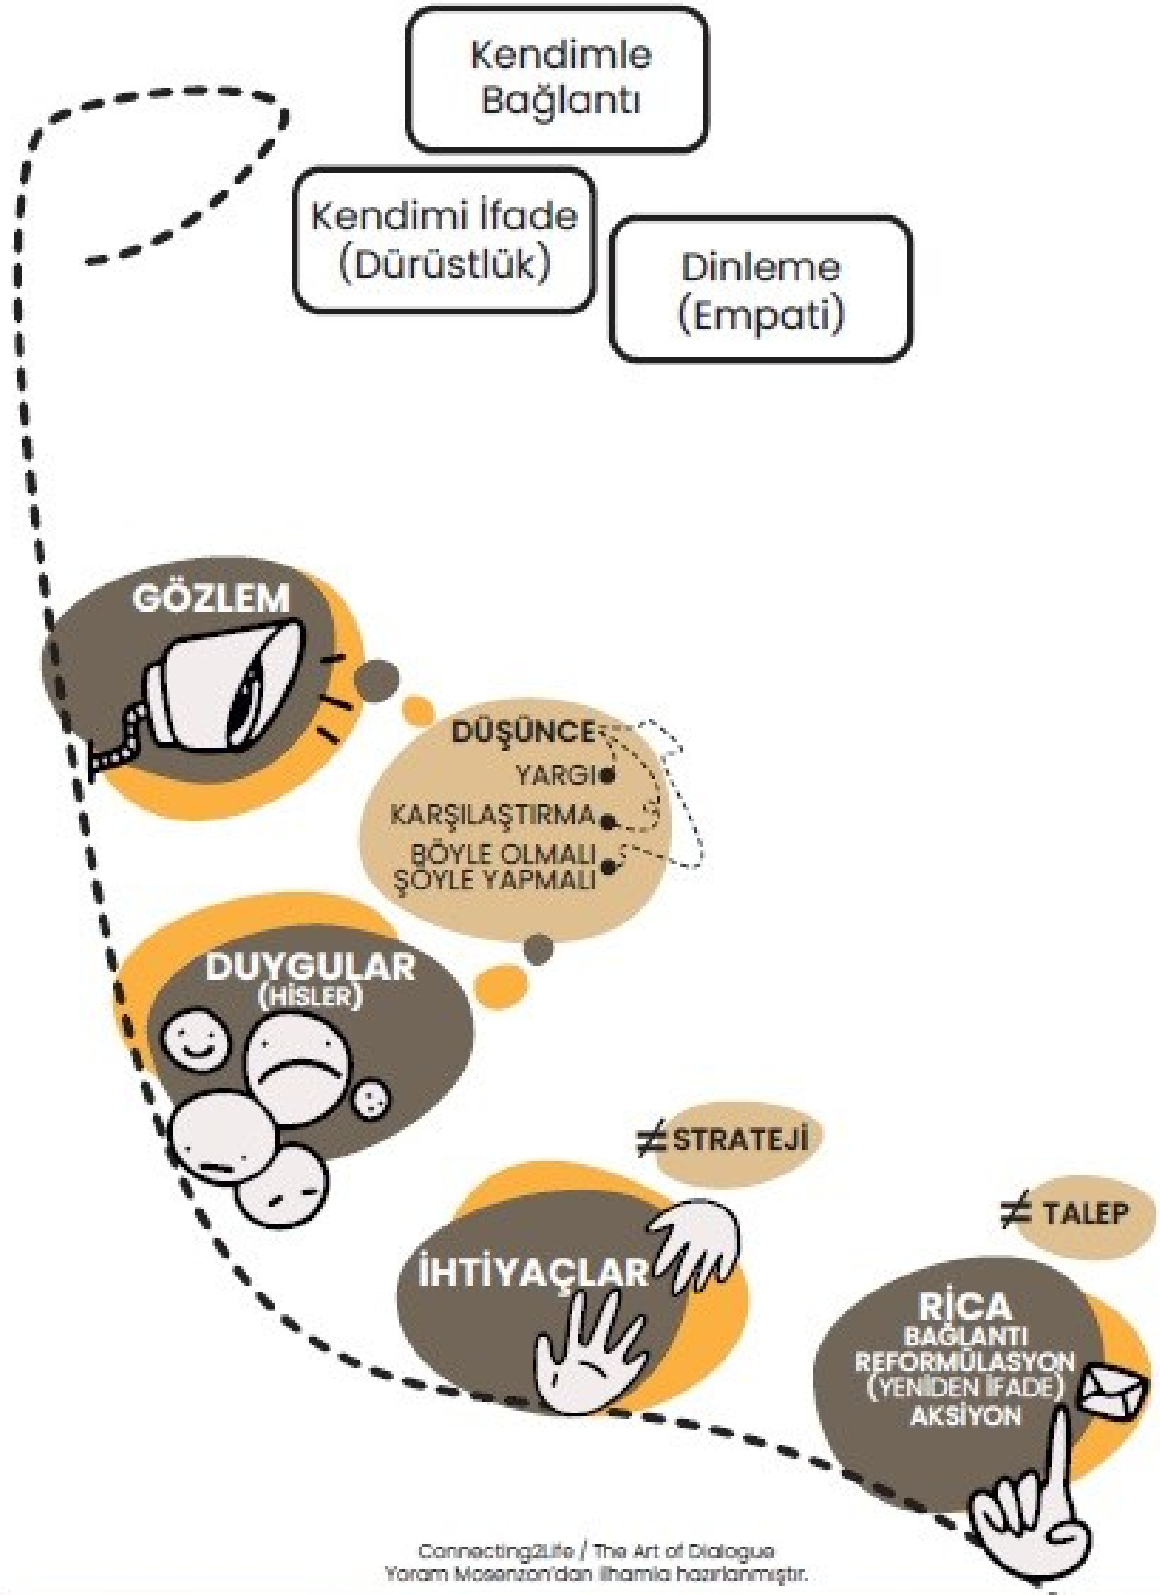 Kendimle
Bağlantı
Kendimi İfade
(Dürüstlük)
Dinleme
(Empati)
GÖZLEM
DÜŞÜNCE
YARGI
KARŞILAŞTIRMA
BÖYLE OLMALI
ŞÖYLE YAPMALI
DUYGULAR
(HİSLER)
≠ STRATEJİ
İHTİYAÇLAR
≠ TALEP
RİCA
BAĞLANTI
REFORMÜLASYON
(YENİDEN İFADE)
AKSİYON
Connecting2Life / The Art of Dialogue
Yoram Mosenzon'dan ilhamla hazırlanmıştır.